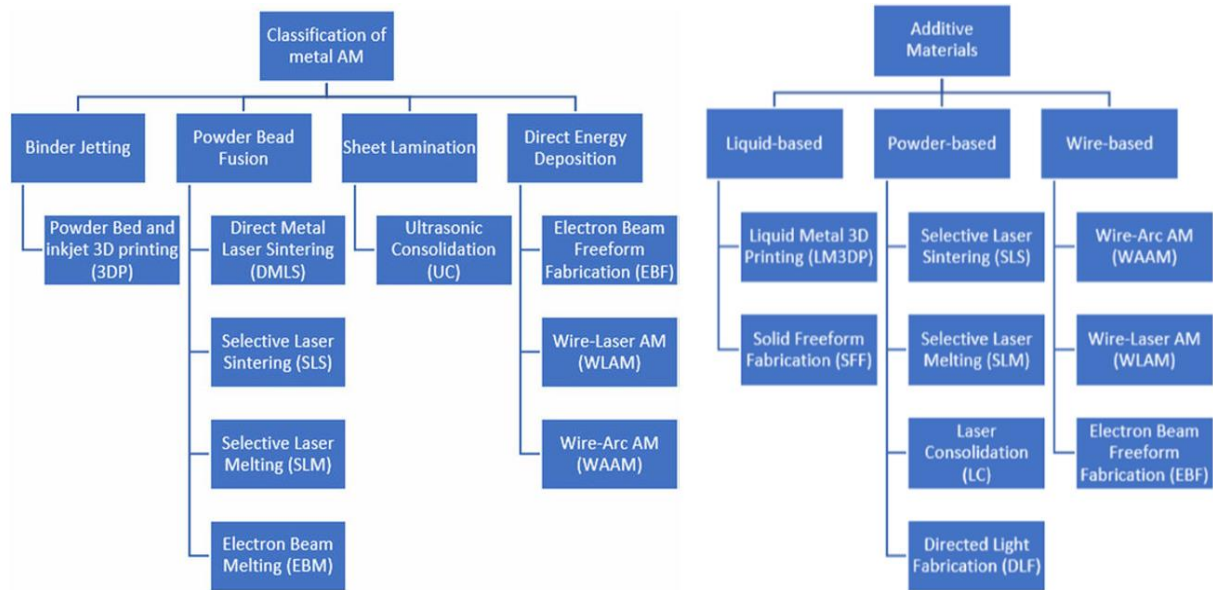 Classification of
metal AM
Binder Jetting
Powder Bed and
inkjet 3D printing
(3DP)
Powder Bead
Fusion
Direct Metal
Laser Sintering
(DMLS)
Selective Laser
Sintering (SLS)
Selective Laser
Melting (SLM)
Electron Beam
Melting (EBM)
Sheet Lamination
Ultrasonic
Consolidation
(UC)
Direct Energy
Deposition
Electron Beam
Freeform
Fabrication (EBF)
Wire-Laser AM
(WLAM)
Wire-Arc AM
(WAAM)
Additive
Materials
Liquid-based
Liquid Metal 3D
Printing (LM3DP)
Solid Freeform
Fabrication (SFF)
Powder-based
Selective Laser
Sintering (SLS)
Selective Laser
Melting (SLM)
Laser
Consolidation
(LC)
Directed Light
Fabrication (DLF)
Wire-based
Wire-Arc AM
(WAAM)
Wire-Laser AM
(WLAM)
Electron Beam
Freeform
Fabrication (EBF)